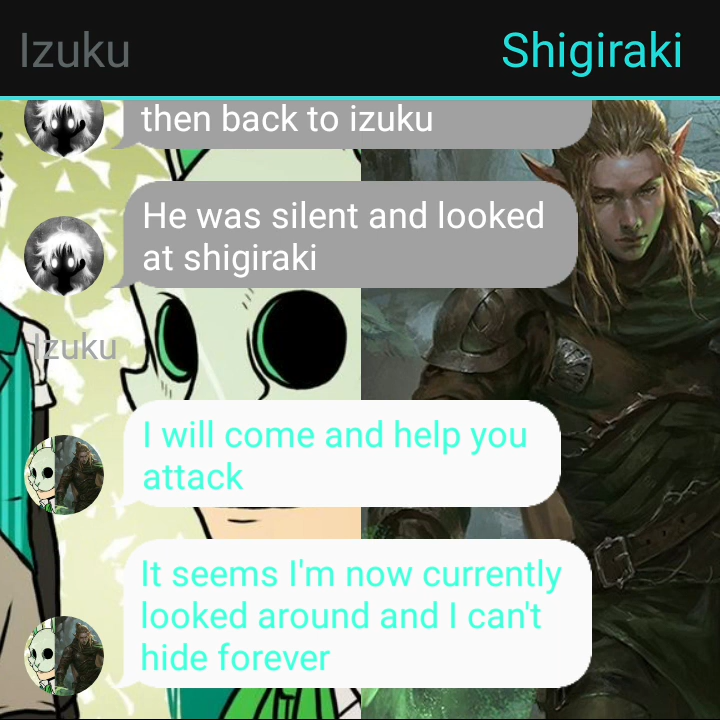 Izuku
Shigiraki
then back to izuku
He was silent and looked
at shigiraki
Izuku
I will come and help you
attack
It seems I'm now currently
looked around and I can't
hide forever